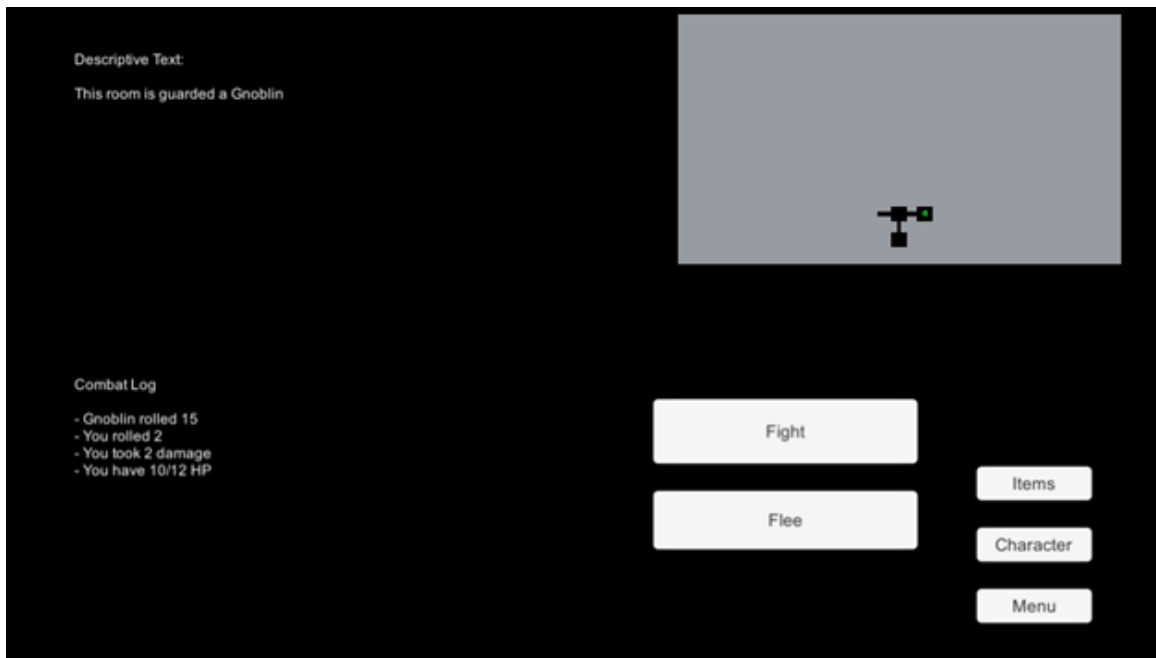 Descriptive Text:
This room is guarded a Gnoblin
Combat Log
- Gnoblin rolled 15
- You rolled 2
- You took 2 damage
- You have 10/12 HP
Fight
Flee
Items
Character
Menu